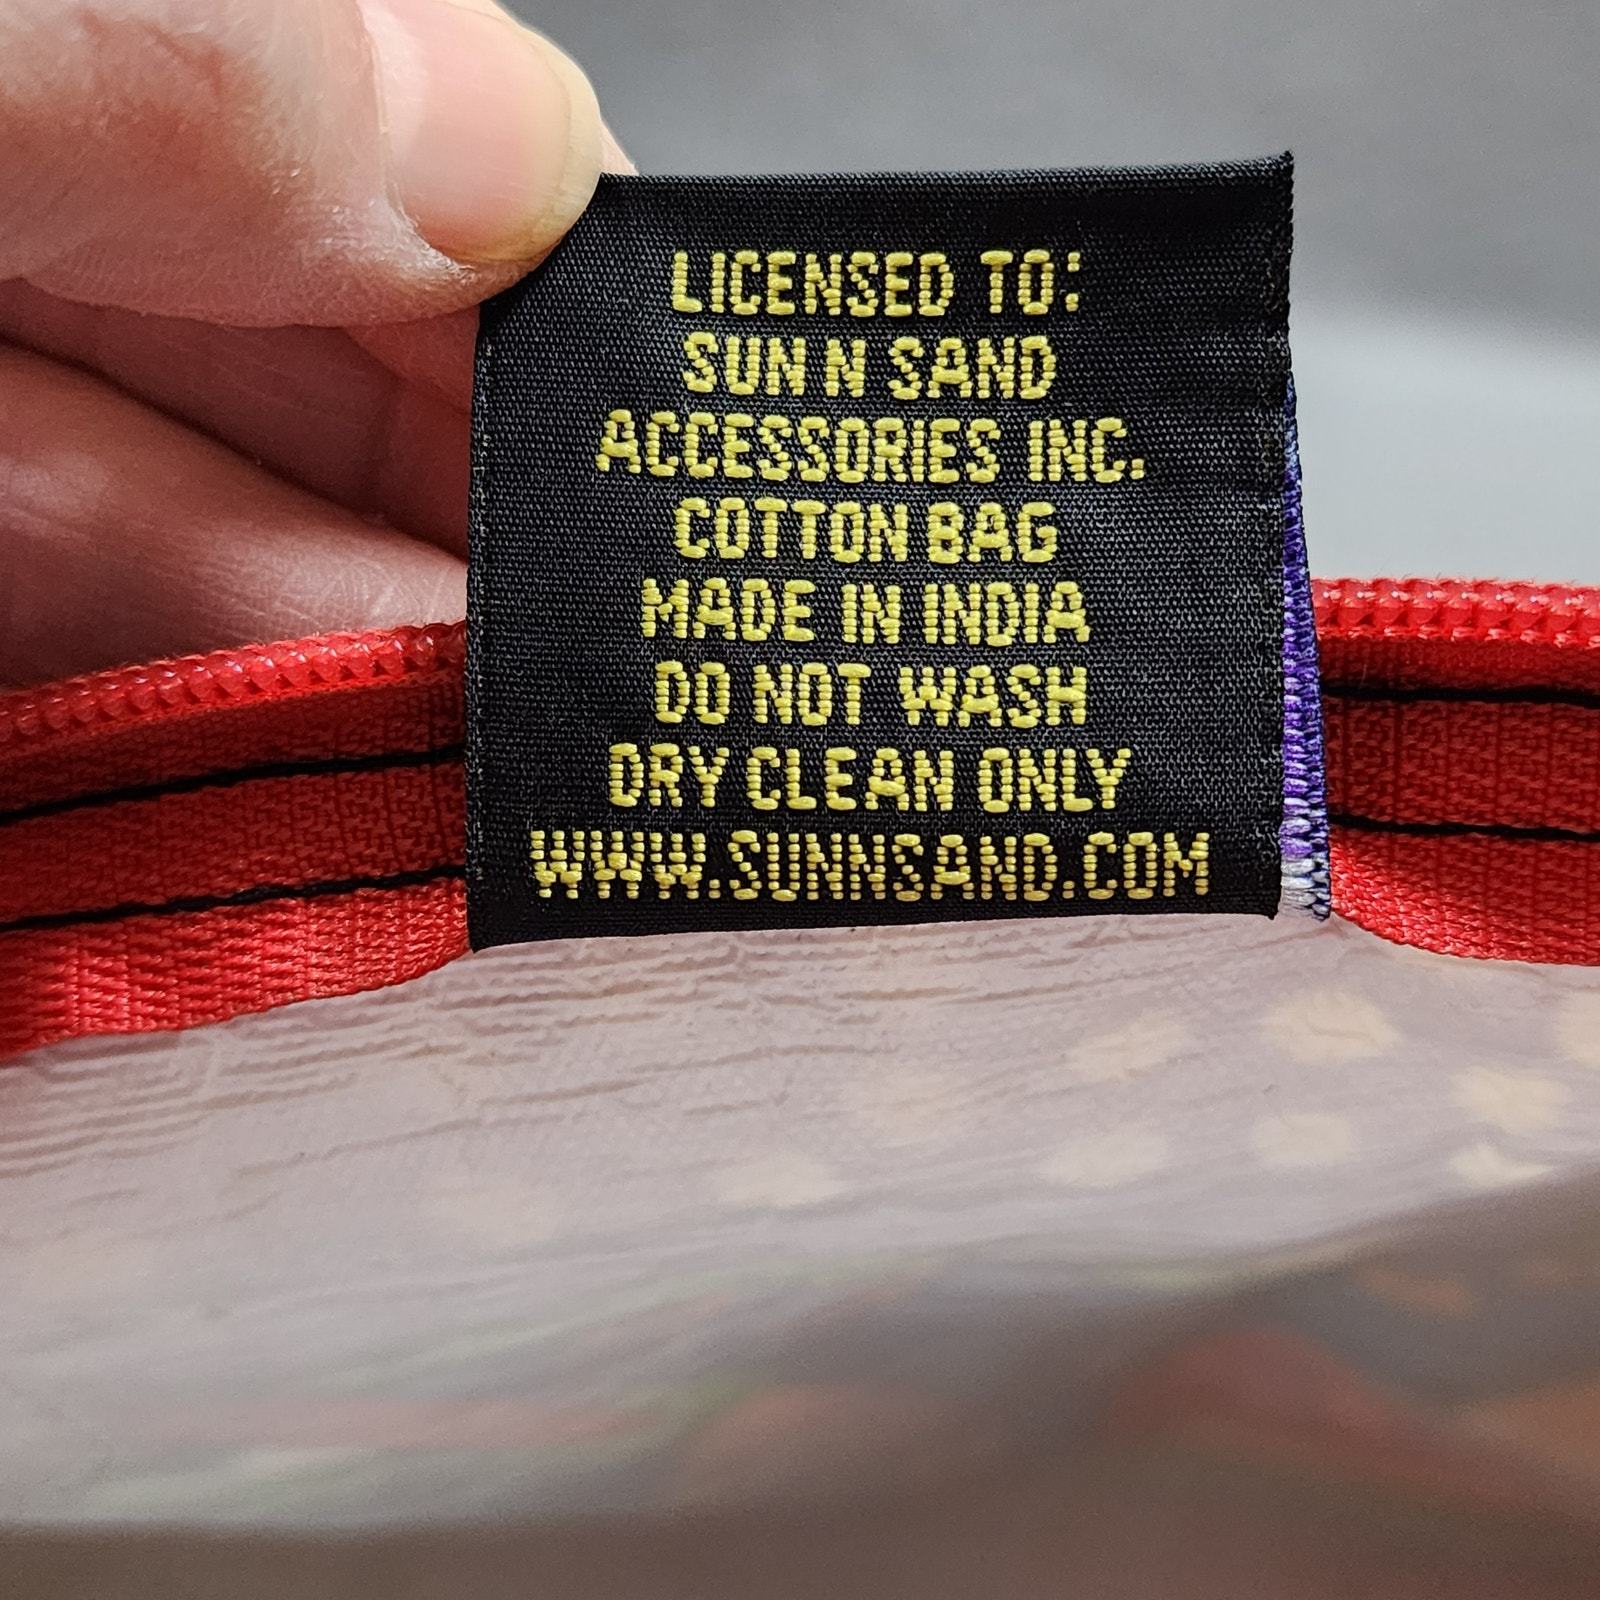 LICENSED TO:
SUN N SAND
ACCESSORIES INC.
COTTON BAG
MADE IN INDIA
DO NOT WASH
DRY CLEAN ONLY
WWW.SUNNSAND.COM